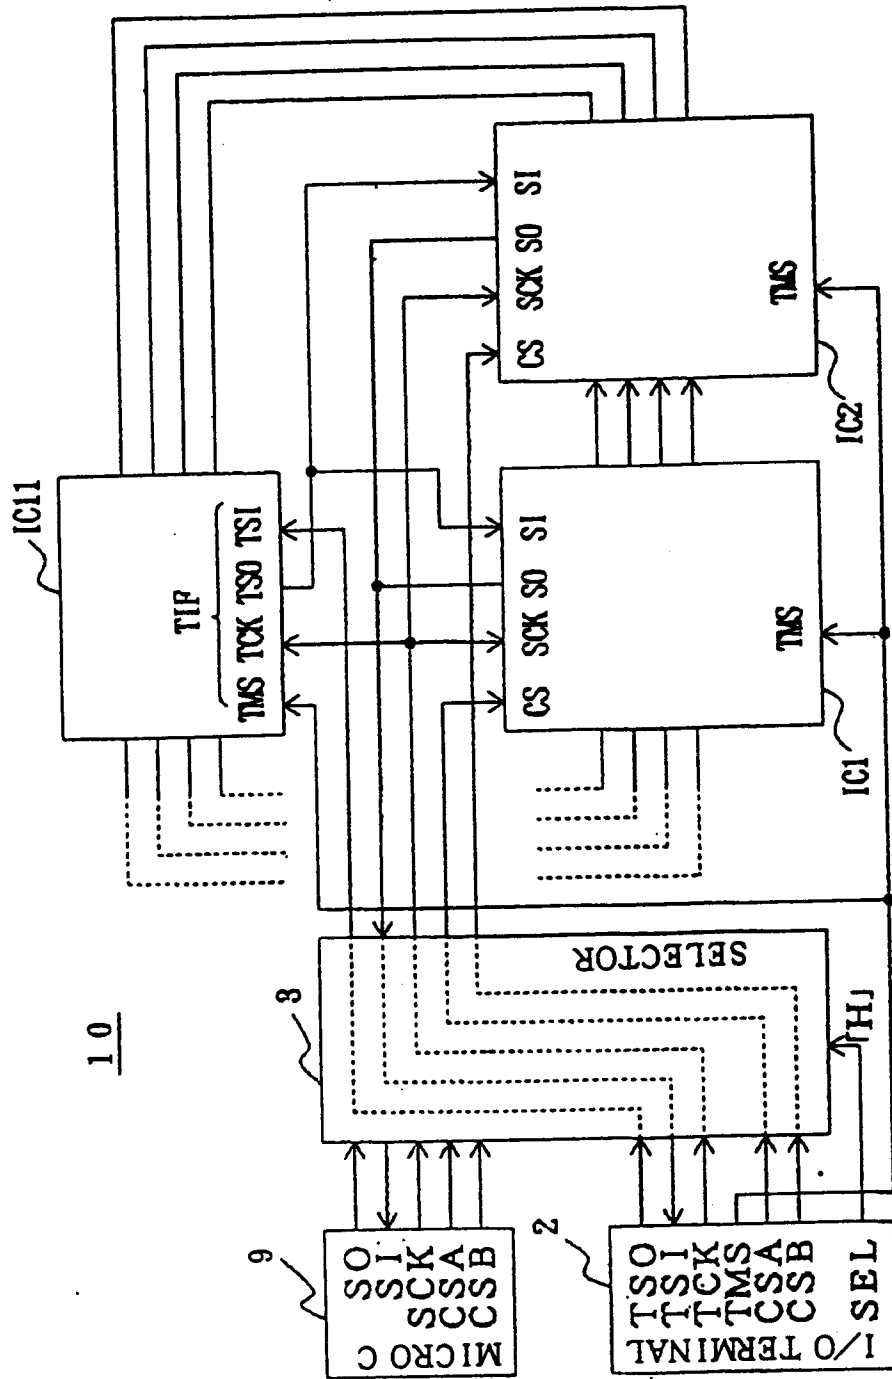 10
9
MICRO C
SO
SI
SCK
CSA
CSB
2
I/O TERMINAL
TSO
TSI
TCK
TMS
CSA
CSB
SEL
3
SELECTOR
「H」
IC11
TIF
TMS TCK TSO TSI
CS SCK SO SI
TMS
IC1
CS SCK SO SI
TMS
IC2